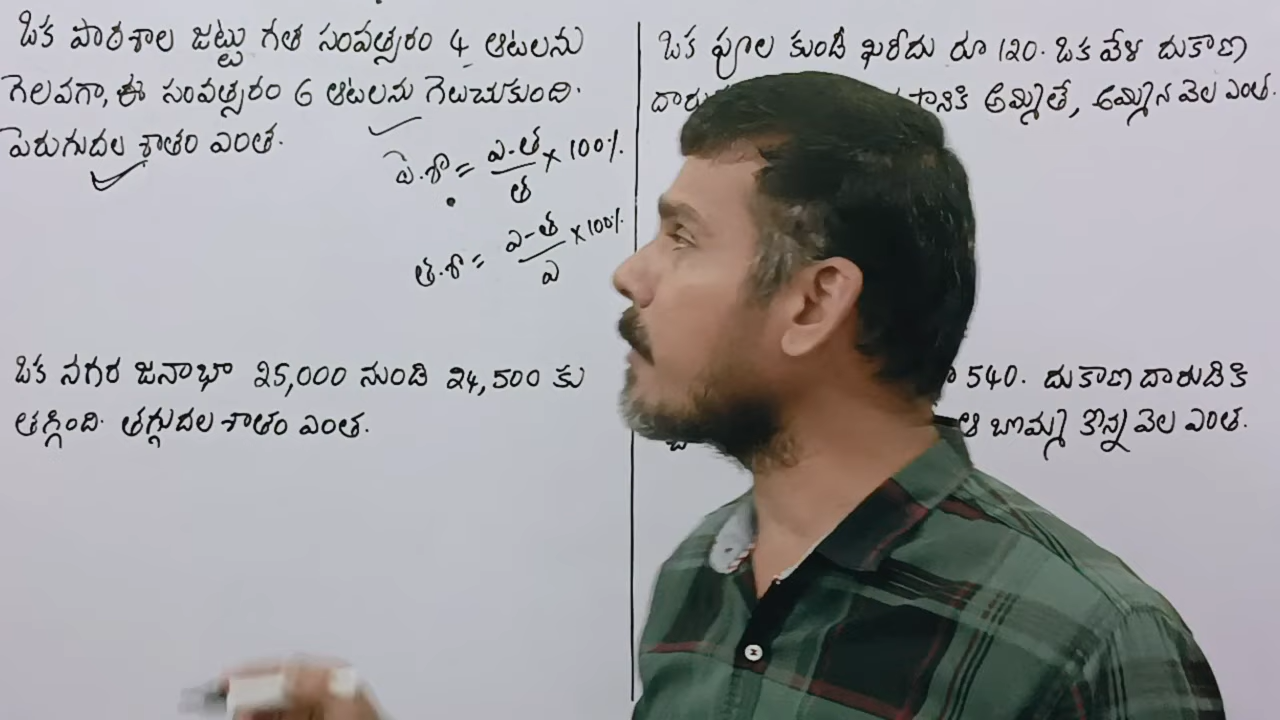 ఒక పాఠశాల జట్టు గత సంవత్సరం 4 ఆటలను
గెలవగా, ఈ సంవత్సరం 6 ఆటలను గెలుచుకుంది.
పెరుగుదల శాతం ఎంత.
పె.శా = ఎ-త/త × 100%
త.శా = ఎ-త/ఎ × 100%
ఒక నగర జనాభా 25,000 నుండి 24,500 కు
తగ్గింది. తగ్గుదల శాతం ఎంత.
ఒక పూల కుండీ ఖరీదు రూ 120. ఒక వేళ దుకాణ
అమ్మితే, అమ్మిన వెల ఎంత.
540. దుకాణ దారుడికి
ఆ బొమ్మ కొన్న వెల ఎంత.